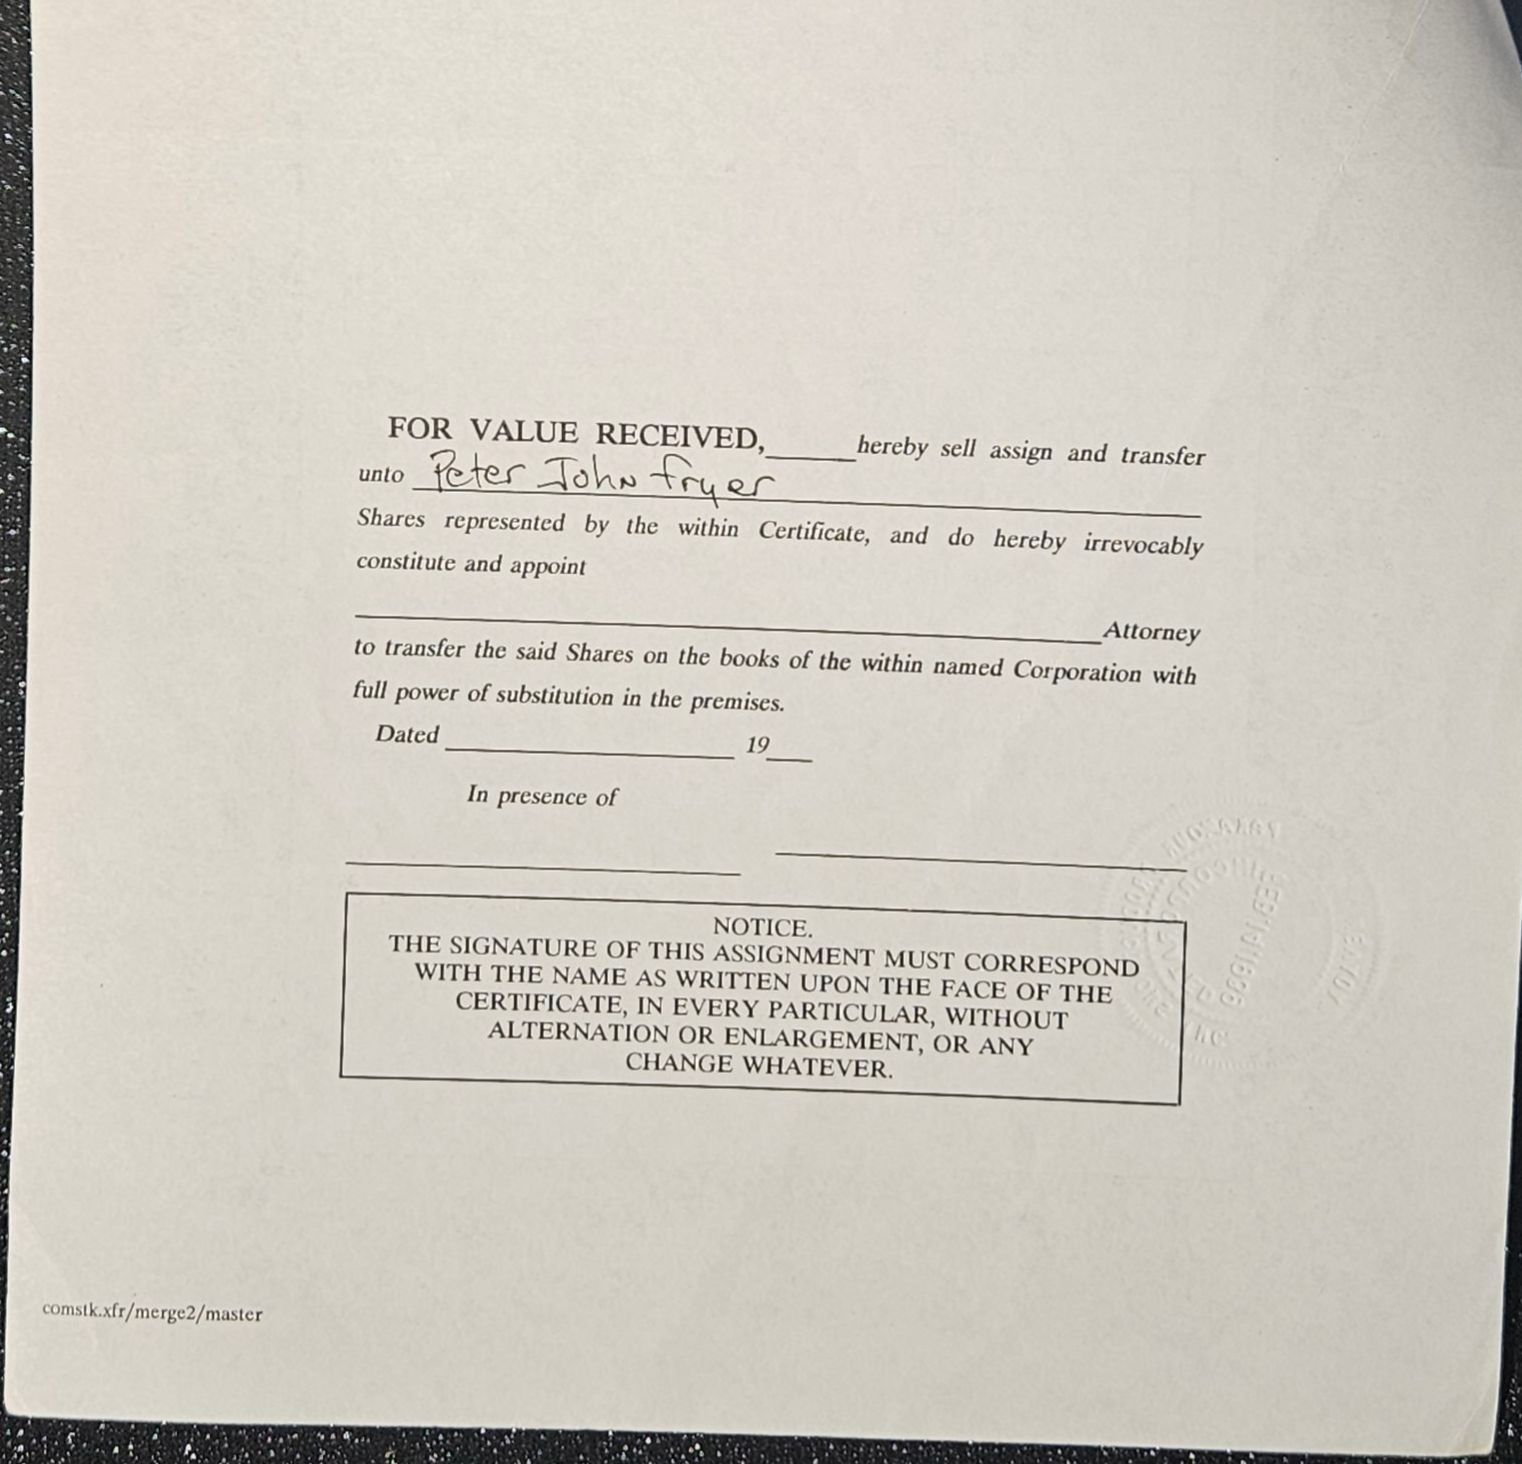 FOR VALUE RECEIVED,______hereby sell assign and transfer
unto Peter John Fryer
Shares represented by the within Certificate, and do hereby irrevocably
constitute and appoint
______Attorney
to transfer the said Shares on the books of the within named Corporation with
full power of substitution in the premises.
Dated ______ 19__
In presence of
NOTICE.
THE SIGNATURE OF THIS ASSIGNMENT MUST CORRESPOND
WITH THE NAME AS WRITTEN UPON THE FACE OF THE
CERTIFICATE, IN EVERY PARTICULAR, WITHOUT
ALTERNATION OR ENLARGEMENT, OR ANY
CHANGE WHATEVER.
comstk.xfr/merge2/master